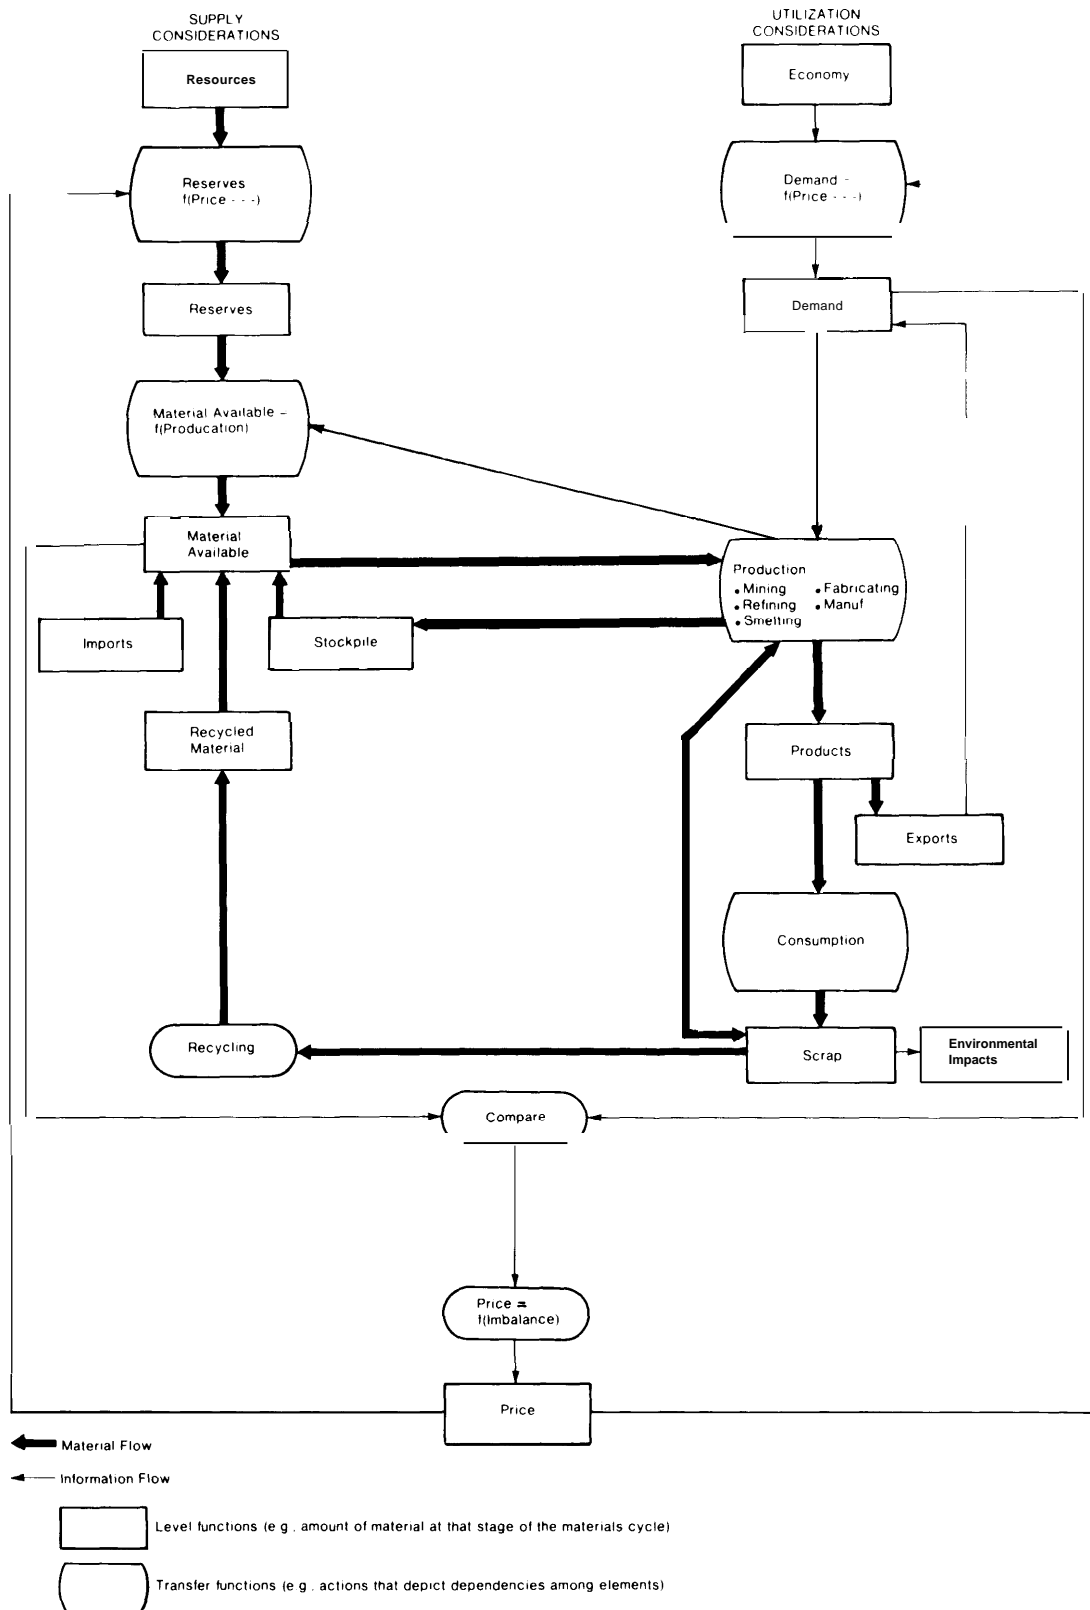 SUPPLY
CONSIDERATIONS
UTILIZATION
CONSIDERATIONS
Resources
Economy
Reserves
f(Price - - -)
Demand -
f(Price - - -)
Reserves
Demand
Material Available -
f(Producation)
Material
Available
Production
• Mining
• Refining
• Smelting
• Fabricating
• Manuf
Imports
Stockpile
Recycled
Material
Products
Exports
Consumption
Recycling
Scrap
Environmental
Impacts
Compare
Price =
f(Imbalance)
Price
Material Flow
Information Flow
Level functions (e g , amount of material at that stage of the materials cycle)
Transfer functions (e g , actions that depict dependencies among elements)